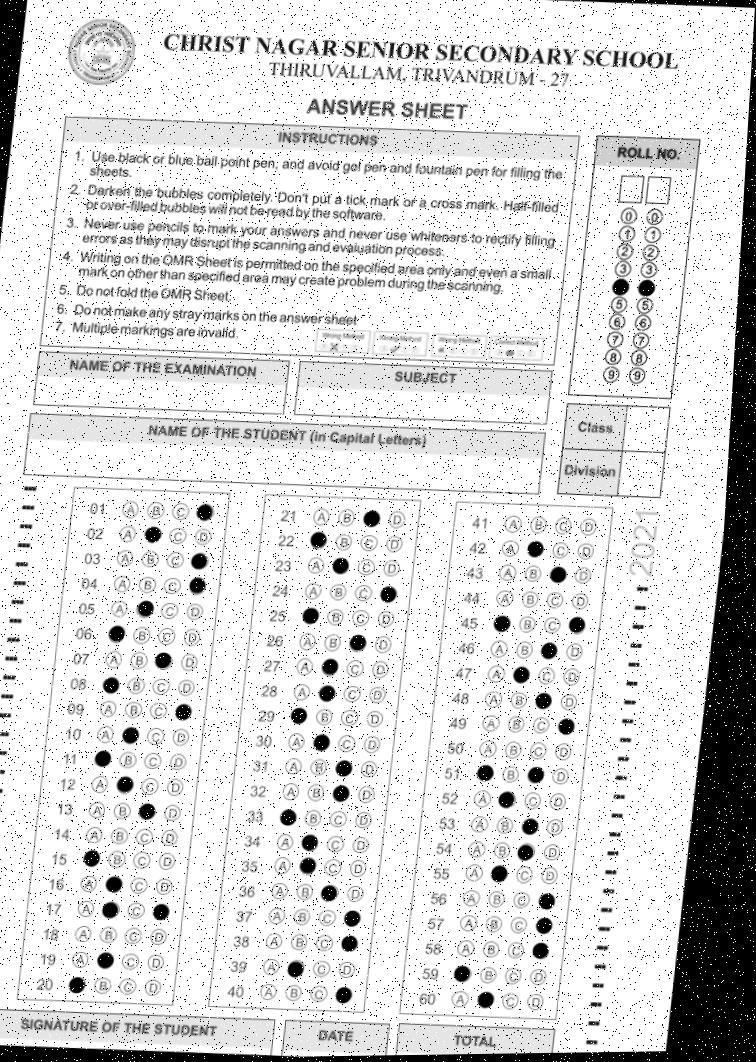 CHRIST NAGAR SENIOR SECONDARY SCHOOL
THIRUVALLAM, TRIVANDRUM - 27
ANSWER SHEET
INSTRUCTIONS
1. Use black or blue ball point pen, and avoid gel pen and fountain pen for filling the
sheets.
2. Darken the bubbles completely. Don't put a tick mark or a cross mark. Half-filled
or over-filled bubbles will not be read by the software.
3. Never use pencils to mark your answers and never use whiteners to rectify filling
errors as they may disrupt the scanning and evaluation process.
4. Writing on the OMR Sheet is permitted on the specified area only and even a small
mark on other than specified area may create problem during the scanning.
5. Do not fold the OMR Sheet.
6. Do not make any stray marks on the answer sheet
7. Multiple markings are invalid.
Wrong Method Wrong Method Wrong Method
ROLL NO.
0 0
1 1
2 2
3 3
5 5
6 6
7 7
8 8
9 9
NAME OF THE EXAMINATION
SUBJECT
Class
NAME OF THE STUDENT (in Capital Letters)
Division
2021
01 A B C
02 A C D
03 A B C
04 A B C
05 A C D
06 B C D
07 A B D
08 B C D
09 A B C
10 A C D
11 B C D
12 A C D
13 A B D
14 A B C D
15 B C D
16 A C D
17 A C
18 A B C D
19 A C D
20 B C D
21 A B D
22 B C D
23 A C D
24 A B C
25 B C D
26 A B D
27 A C D
28 A C D
29 B C D
30 A C D
31 A B D
32 A B D
33 B C D
34 A C D
35 A C D
36 A B D
37 A B C
38 A B C
39 A C D
40 A B C
41 A B C D
42 A C D
43 A B D
44 A B C D
45 B C
46 A B D
47 A C D
48 A B D
49 A B C
50 A B C D
51 B D
52 A C D
53 A B D
54 A B D
55 A C D
56 A B C
57 A B C
58 A B C
59 B C D
60 A C D
SIGNATURE OF THE STUDENT
DATE
TOTAL